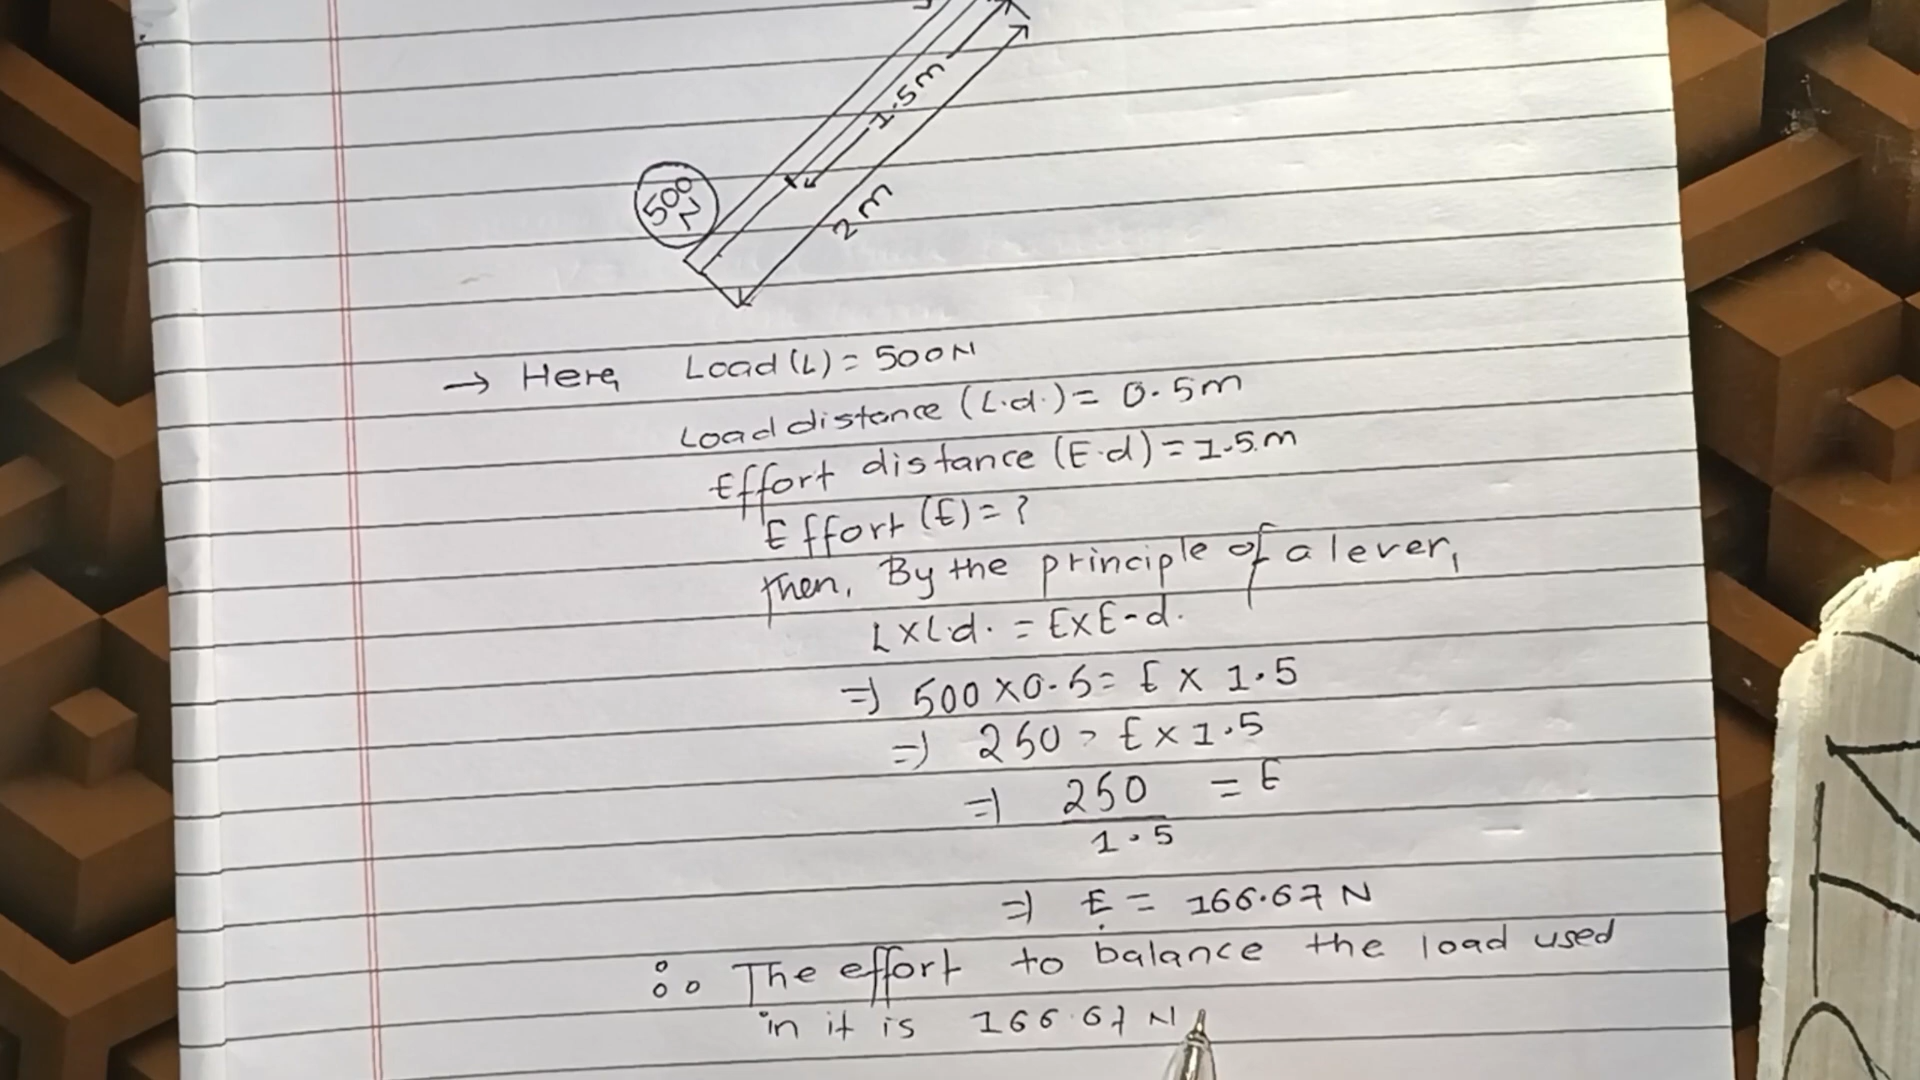 1.5m
500
N
2m
→ Here, Load (L) = 500N
Load distance (L.d.) = 0.5m
Effort distance (E.d) = 1.5m
Effort (E) = ?
Then, By the principle of a lever,
L×L.d. = E×E-d.
⇒ 500×0.5= E × 1.5
⇒ 250 = E×1.5
⇒ 250/1.5 = E
⇒ E = 166.67 N
∴ The effort to balance the load used
in it is 166.67 N